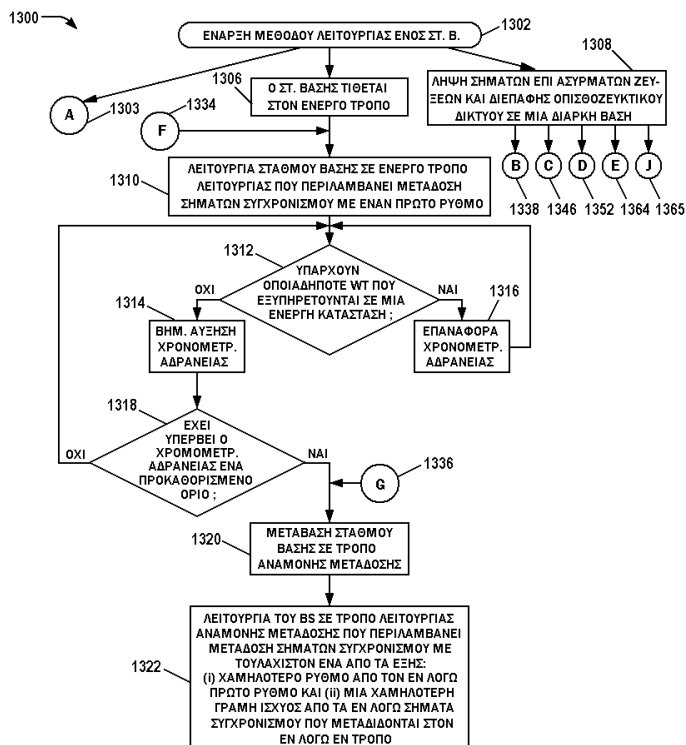 1300
ΕΝΑΡΞΗ ΜΕΘΟΔΟΥ ΛΕΙΤΟΥΡΓΙΑΣ ΕΝΟΣ ΣΤ. Β.
1302
A
1303
1306
Ο ΣΤ. ΒΑΣΗΣ ΤΙΘΕΤΑΙ
ΣΤΟΝ ΕΝΕΡΓΟ ΤΡΟΠΟ
1308
ΛΗΨΗ ΣΗΜΑΤΩΝ ΕΠΙ ΑΣΥΡΜΑΤΩΝ ΖΕΥ-
ΞΕΩΝ ΚΑΙ ΔΙΕΠΑΦΗΣ ΟΠΙΣΘΟΖΕΥΚΤΙΚΟΥ
ΔΙΚΤΥΟΥ ΣΕ ΜΙΑ ΔΙΑΡΚΗ ΒΑΣΗ
B
C
D
E
J
1338
1346
1352
1364
1365
1334
F
1310
ΛΕΙΤΟΥΡΓΙΑ ΣΤΑΘΜΟΥ ΒΑΣΗΣ ΣΕ ΕΝΕΡΓΟ ΤΡΟΠΟ
ΛΕΙΤΟΥΡΓΙΑΣ ΠΟΥ ΠΕΡΙΛΑΜΒΑΝΕΙ ΜΕΤΑΔΟΣΗ
ΣΗΜΑΤΩΝ ΣΥΓΧΡΟΝΙΣΜΟΥ ΜΕ ΕΝΑΝ ΠΡΩΤΟ ΡΥΘΜΟ
1312
ΥΠΑΡΧΟΥΝ
ΟΠΟΙΑΔΗΠΟΤΕ WT ΠΟΥ
ΕΞΥΠΗΡΕΤΟΥΝΤΑΙ ΣΕ ΜΙΑ
ΕΝΕΡΓΗ ΚΑΤΑΣΤΑΣΗ ;
ΟΧΙ
ΝΑΙ
1314
ΒΗΜ. ΑΥΞΗΣΗ
ΧΡΟΝΟΜΕΤΡ.
ΑΔΡΑΝΕΙΑΣ
1316
ΕΠΑΝΑΦΟΡΑ
ΧΡΟΝΟΜΕΤΡ.
ΑΔΡΑΝΕΙΑΣ
1318
ΕΧΕΙ
ΥΠΕΡΒΕΙ Ο
ΧΡΟΜΟΜΕΤΡ.
ΑΔΡΑΝΕΙΑΣ ΕΝΑ
ΠΡΟΚΑΘΟΡΙΣΜΕΝΟ
ΟΡΙΟ ;
ΟΧΙ
ΝΑΙ
G
1336
1320
ΜΕΤΑΒΑΣΗ ΣΤΑΘΜΟΥ
ΒΑΣΗΣ ΣΕ ΤΡΟΠΟ
ΑΝΑΜΟΝΗΣ ΜΕΤΑΔΟΣΗΣ
1322
ΛΕΙΤΟΥΡΓΙΑ ΤΟΥ BS ΣΕ ΤΡΟΠΟ ΛΕΙΤΟΥΡΓΙΑΣ
ΑΝΑΜΟΝΗΣ ΜΕΤΑΔΟΣΗΣ ΠΟΥ ΠΕΡΙΛΑΜΒΑΝΕΙ
ΜΕΤΑΔΟΣΗ ΣΗΜΑΤΩΝ ΣΥΓΧΡΟΝΙΣΜΟΥ ΜΕ
ΤΟΥΛΑΧΙΣΤΟΝ ΕΝΑ ΑΠΟ ΤΑ ΕΞΗΣ:
(i) ΧΑΜΗΛΟΤΕΡΟ ΡΥΘΜΟ ΑΠΟ ΤΟΝ ΕΝ ΛΟΓΩ
ΠΡΩΤΟ ΡΥΘΜΟ ΚΑΙ (ii) ΜΙΑ ΧΑΜΗΛΟΤΕΡΗ
ΓΡΑΜΗ ΙΣΧΥΟΣ ΑΠΟ ΤΑ ΕΝ ΛΟΓΩ ΣΗΜΑΤΑ
ΣΥΓΧΡΟΝΙΣΜΟΥ ΠΟΥ ΜΕΤΑΔΙΔΟΝΤΑΙ ΣΤΟΝ
ΕΝ ΛΟΓΩ ΕΝ ΤΡΟΠΟ